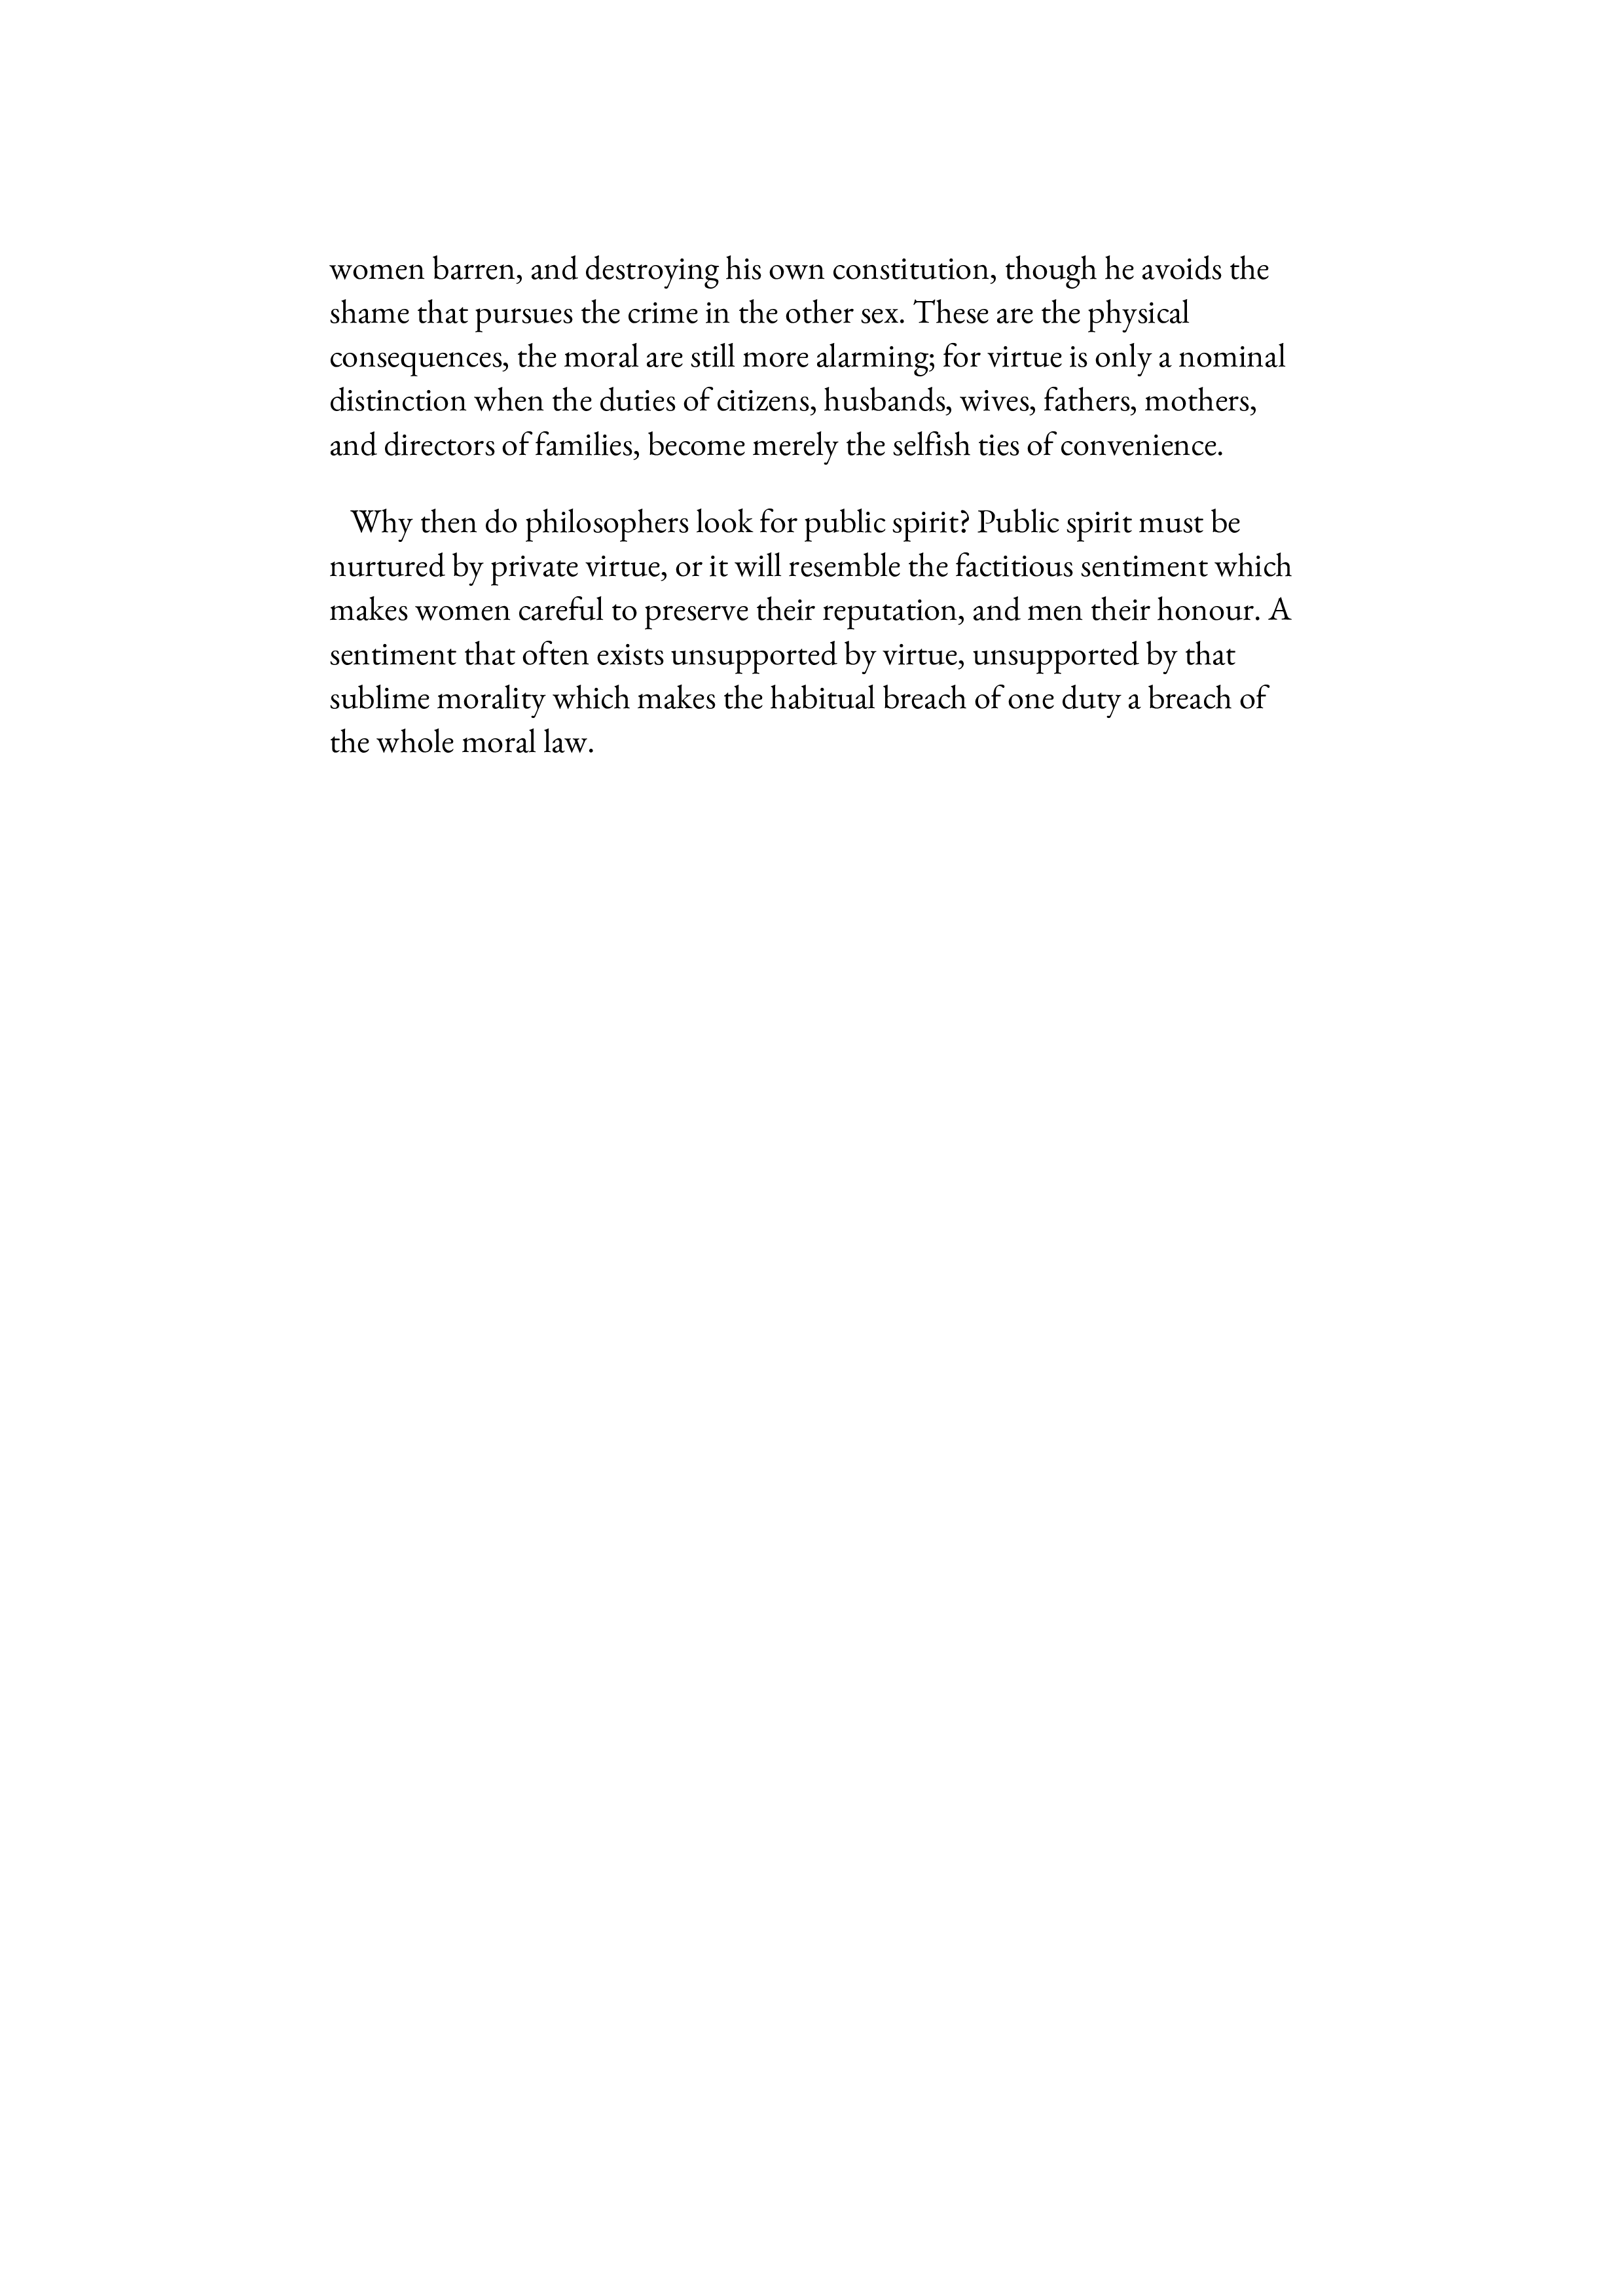 women barren, and destroying his own constitution, though he avoids the
shame that pursues the crime in the other sex. These are the physical
consequences, the moral are still more alarming; for virtue is only a nominal
distinction when the duties of citizens, husbands, wives, fathers, mothers,
and directors of families, become merely the selfish ties of convenience.
Why then do philosophers look for public spirit? Public spirit must be
nurtured by private virtue, or it will resemble the factitious sentiment which
makes women careful to preserve their reputation, and men their honour. A
sentiment that often exists unsupported by virtue, unsupported by that
sublime morality which makes the habitual breach of one duty a breach of
the whole moral law.